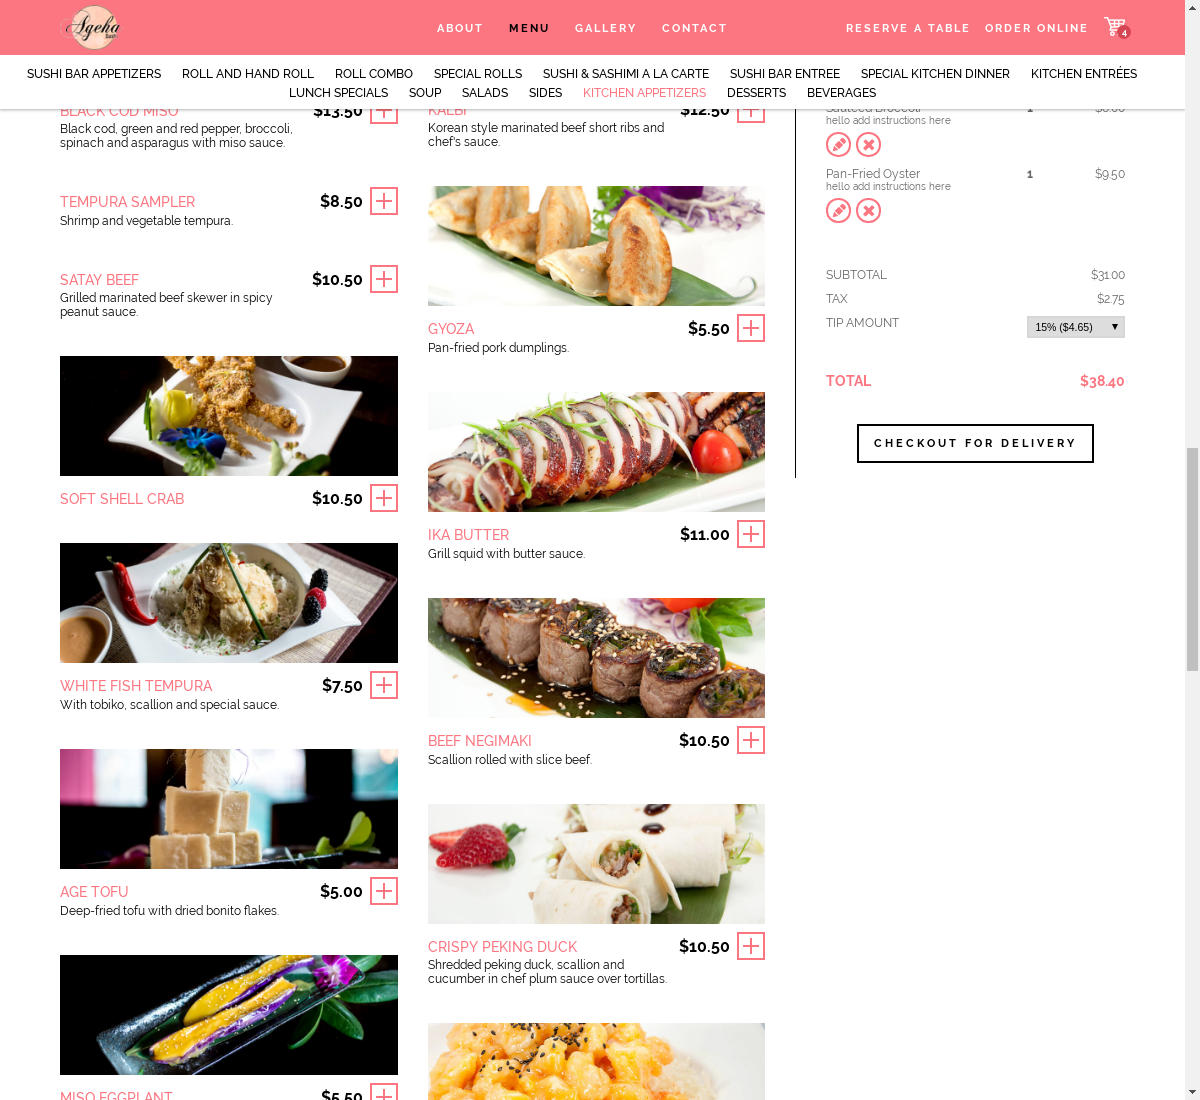 Ageha
ABOUT MENU GALLERY CONTACT RESERVE A TABLE ORDER ONLINE 4
SUSHI BAR APPETIZERS ROLL AND HAND ROLL ROLL COMBO SPECIAL ROLLS SUSHI & SASHIMI A LA CARTE SUSHI BAR ENTREE SPECIAL KITCHEN DINNER KITCHEN ENTRÉES
LUNCH SPECIALS SOUP SALADS SIDES KITCHEN APPETIZERS DESSERTS BEVERAGES
BLACK COD MISO $13.50
Black cod, green and red pepper, broccoli,
spinach and asparagus with miso sauce.
TEMPURA SAMPLER $8.50
Shrimp and vegetable tempura.
SATAY BEEF $10.50
Grilled marinated beef skewer in spicy
peanut sauce.
SOFT SHELL CRAB $10.50
WHITE FISH TEMPURA $7.50
With tobiko, scallion and special sauce.
AGE TOFU $5.00
Deep-fried tofu with dried bonito flakes.
MISO EGGPLANT $5.50
KALBI $12.50
Korean style marinated beef short ribs and
chef's sauce.
GYOZA $5.50
Pan-fried pork dumplings.
IKA BUTTER $11.00
Grill squid with butter sauce.
BEEF NEGIMAKI $10.50
Scallion rolled with slice beef.
CRISPY PEKING DUCK $10.50
Shredded peking duck, scallion and
cucumber in chef plum sauce over tortillas.
Sauteed Broccoli 1
hello add instructions here
Pan-Fried Oyster 1 $9.50
hello add instructions here
SUBTOTAL $31.00
TAX $2.75
TIP AMOUNT 15% ($4.65)
TOTAL $38.40
CHECKOUT FOR DELIVERY